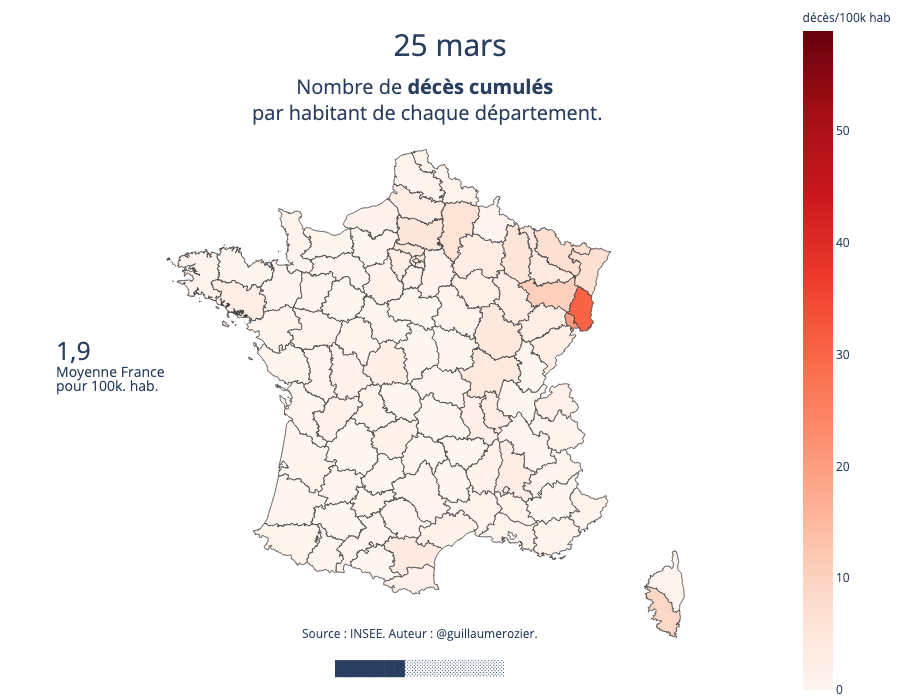 décès/100k hab
25 mars
Nombre de décès cumulés
par habitant de chaque département.
50
40
30
20
10
0
1,9
Moyenne France
pour 100k. hab.
Source : INSEE. Auteur : @guillaumerozier.